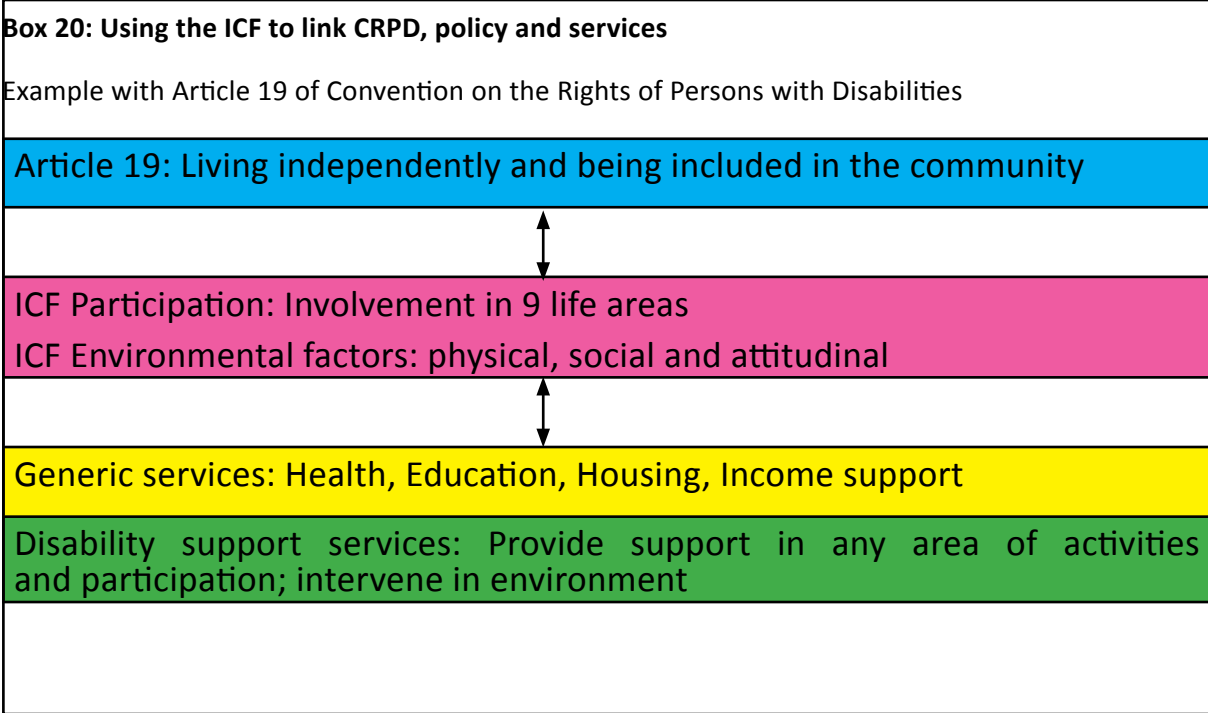 Box 20: Using the ICF to link CRPD, policy and services
Example with Article 19 of Convention on the Rights of Persons with Disabilities
Article 19: Living independently and being included in the community
ICF Participation: Involvement in 9 life areas
ICF Environmental factors: physical, social and attitudinal
Generic services: Health, Education, Housing, Income support
Disability support services: Provide support in any area of activities
and participation; intervene in environment